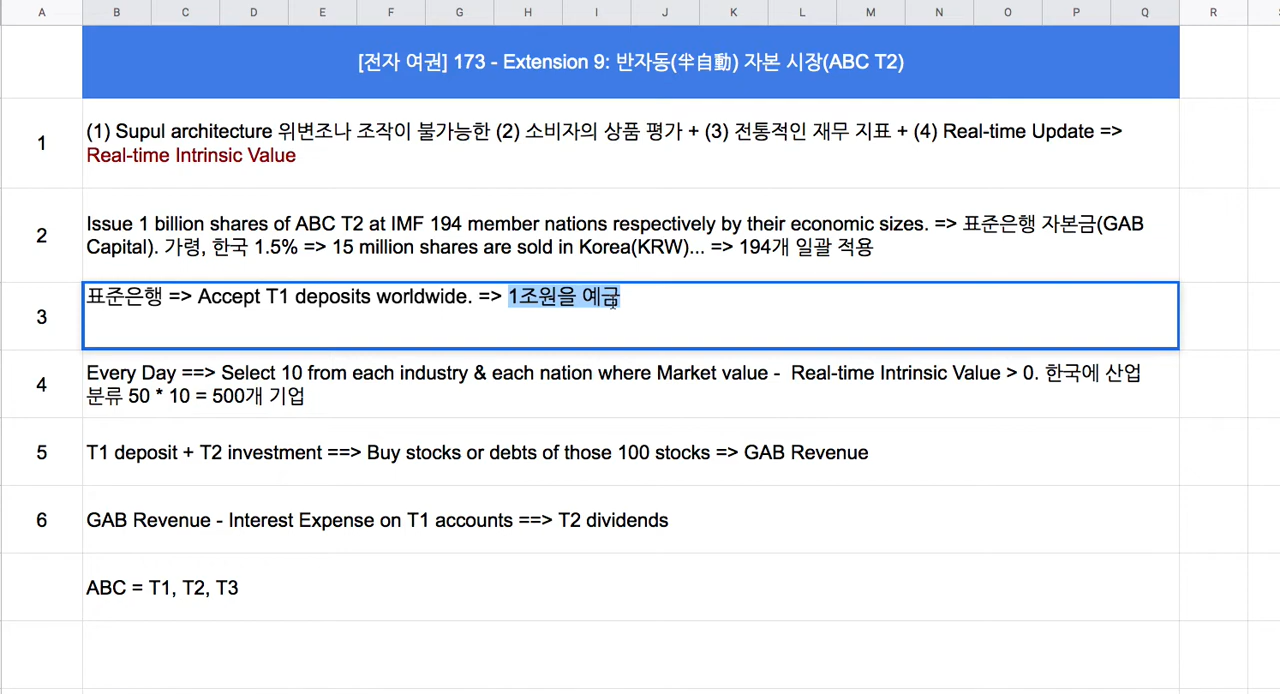 A B C D E F G H I J K L M N O P Q R
[전자 여권] 173 - Extension 9: 반자동(半自動) 자본 시장(ABC T2)
1
(1) Supul architecture 위변조나 조작이 불가능한 (2) 소비자의 상품 평가 + (3) 전통적인 재무 지표 + (4) Real-time Update =>
Real-time Intrinsic Value
2
Issue 1 billion shares of ABC T2 at IMF 194 member nations respectively by their economic sizes. => 표준은행 자본금(GAB
Capital). 가령, 한국 1.5% => 15 million shares are sold in Korea(KRW)... => 194개 일괄 적용
3
표준은행 => Accept T1 deposits worldwide. => 1조원을 예금
4
Every Day ==> Select 10 from each industry & each nation where Market value - Real-time Intrinsic Value > 0. 한국에 산업
분류 50 * 10 = 500개 기업
5
T1 deposit + T2 investment ==> Buy stocks or debts of those 100 stocks => GAB Revenue
6
GAB Revenue - Interest Expense on T1 accounts ==> T2 dividends
ABC = T1, T2, T3